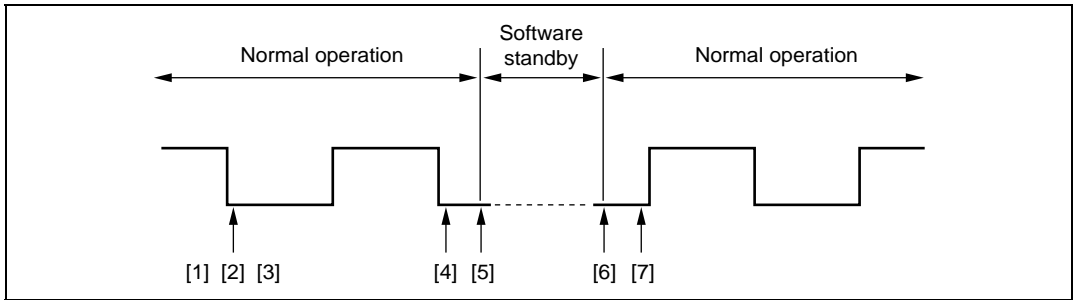 Software
Normal operation standby Normal operation
[1] [2] [3] [4] [5] [6] [7]